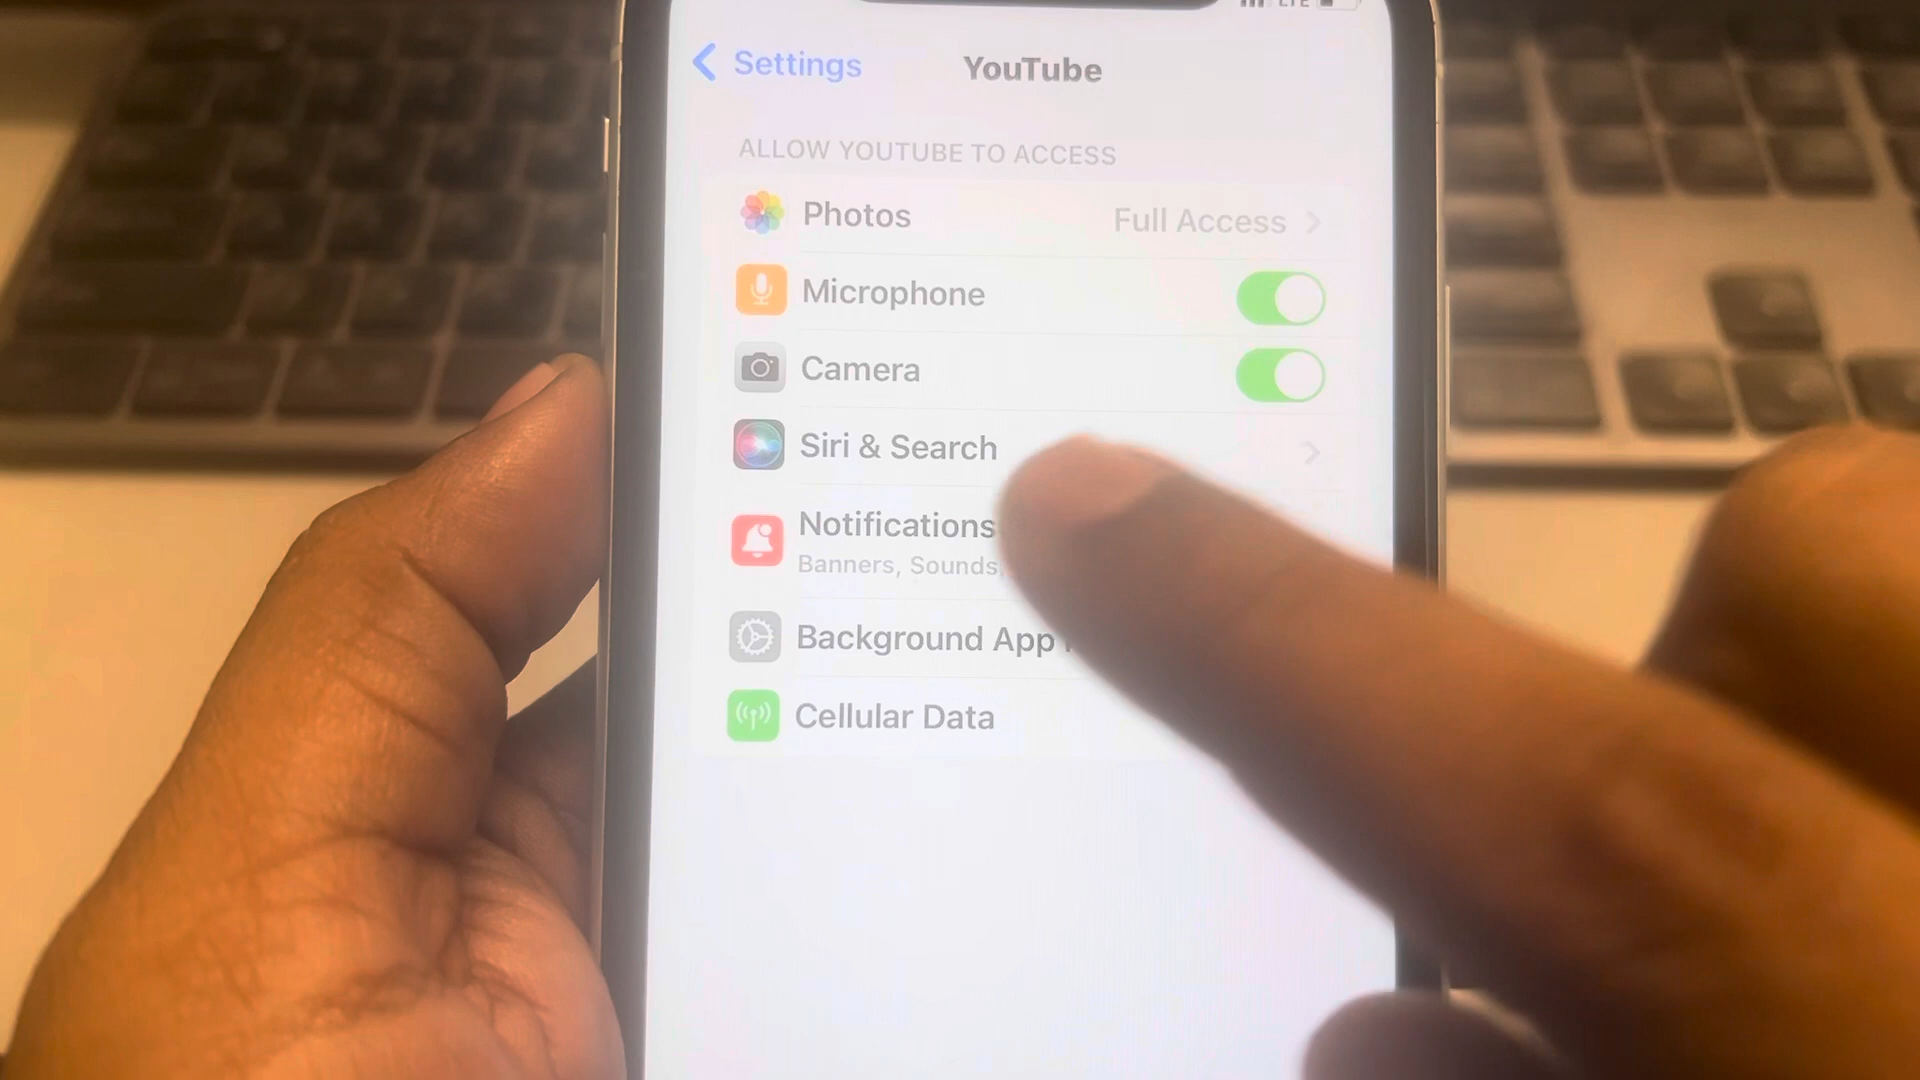 LTE
Settings
YouTube
ALLOW YOUTUBE TO ACCESS
Photos Full Access
Microphone
Camera
Siri & Search
Notifications
Banners, Sounds,
Background App
Cellular Data